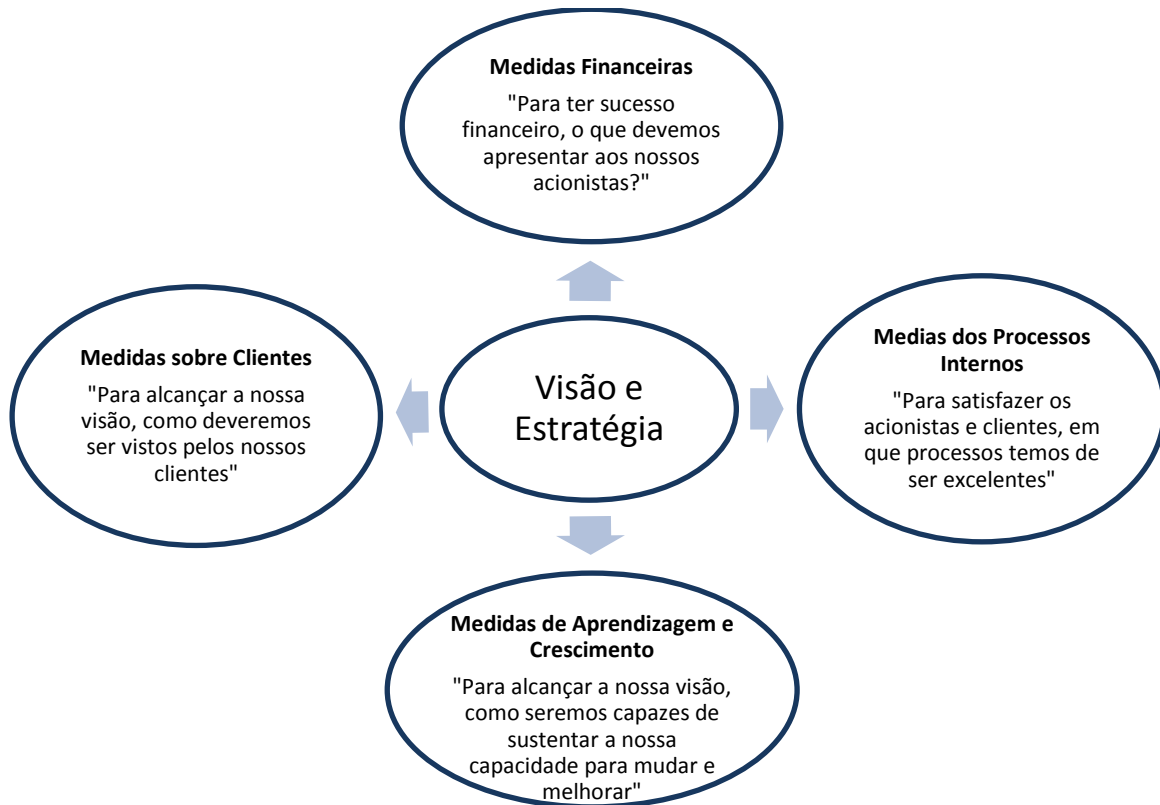 Medidas Financeiras
"Para ter sucesso
financeiro, o que devemos
apresentar aos nossos
acionistas?"
Medidas sobre Clientes
"Para alcançar a nossa
visão, como deveremos
ser vistos pelos nossos
clientes"
Visão e
Estratégia
Medias dos Processos
Internos
"Para satisfazer os
acionistas e clientes, em
que processos temos de
ser excelentes"
Medidas de Aprendizagem e
Crescimento
"Para alcançar a nossa visão,
como seremos capazes de
sustentar a nossa
capacidade para mudar e
melhorar"